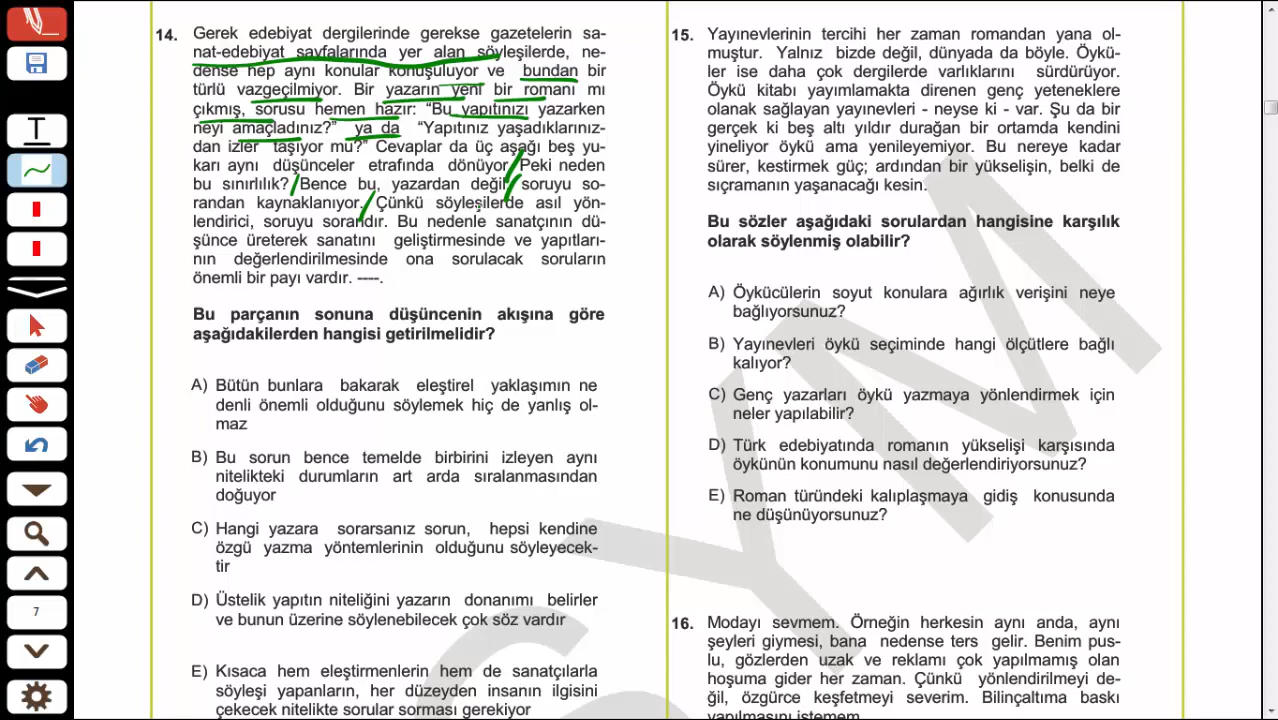 14. Gerek edebiyat dergilerinde gerekse gazetelerin sa-
nat-edebiyat sayfalarında yer alan söyleşilerde, ne-
dense hep aynı konular konuşuluyor ve bundan bir
türlü vazgeçilmiyor. Bir yazarın yeni bir romanı mı
çıkmış, sorusu hemen hazır: “Bu yapıtınızı yazarken
neyi amaçladınız?” ya da “Yapıtınız yaşadıklarınız-
dan izler taşıyor mu?” Cevaplar da üç aşağı beş yu-
karı aynı düşünceler etrafında dönüyor. Peki neden
bu sınırlılık? Bence bu, yazardan değil, soruyu so-
randan kaynaklanıyor. Çünkü söyleşilerde asıl yön-
lendirici, soruyu sorandır. Bu nedenle sanatçının dü-
şünce üreterek sanatını geliştirmesinde ve yapıtları-
nın değerlendirilmesinde ona sorulacak soruların
önemli bir payı vardır. ----.
Bu parçanın sonuna düşüncenin akışına göre
aşağıdakilerden hangisi getirilmelidir?
A) Bütün bunlara bakarak eleştirel yaklaşımın ne
denli önemli olduğunu söylemek hiç de yanlış ol-
maz
B) Bu sorun bence temelde birbirini izleyen aynı
nitelikteki durumların art arda sıralanmasından
doğuyor
C) Hangi yazara sorarsanız sorun, hepsi kendine
özgü yazma yöntemlerinin olduğunu söyleyecek-
tir
D) Üstelik yapıtın niteliğini yazarın donanımı belirler
ve bunun üzerine söylenebilecek çok söz vardır
E) Kısaca hem eleştirmenlerin hem de sanatçılarla
söyleşi yapanların, her düzeyden insanın ilgisini
çekecek nitelikte sorular sorması gerekiyor
15. Yayınevlerinin tercihi her zaman romandan yana ol-
muştur. Yalnız bizde değil, dünyada da böyle. Öykü-
ler ise daha çok dergilerde varlıklarını sürdürüyor.
Öykü kitabı yayımlamakta direnen genç yeteneklere
olanak sağlayan yayınevleri - neyse ki - var. Şu da bir
gerçek ki beş altı yıldır durağan bir ortamda kendini
yineliyor öykü ama yenileyemiyor. Bu nereye kadar
sürer, kestirmek güç; ardından bir yükselişin, belki de
sıçramanın yaşanacağı kesin.
Bu sözler aşağıdaki sorulardan hangisine karşılık
olarak söylenmiş olabilir?
A) Öykücülerin soyut konulara ağırlık verişini neye
bağlıyorsunuz?
B) Yayınevleri öykü seçiminde hangi ölçütlere bağlı
kalıyor?
C) Genç yazarları öykü yazmaya yönlendirmek için
neler yapılabilir?
D) Türk edebiyatında romanın yükselişi karşısında
öykünün konumunu nasıl değerlendiriyorsunuz?
E) Roman türündeki kalıplaşmaya gidiş konusunda
ne düşünüyorsunuz?
16. Modayı sevmem. Örneğin herkesin aynı anda, aynı
şeyleri giymesi, bana nedense ters gelir. Benim pus-
lu, gözlerden uzak ve reklamı çok yapılmamış olan
hoşuma gider her zaman. Çünkü yönlendirilmeyi de-
ğil, özgürce keşfetmeyi severim. Bilinçaltıma baskı
yapılmasını istemem
T
7